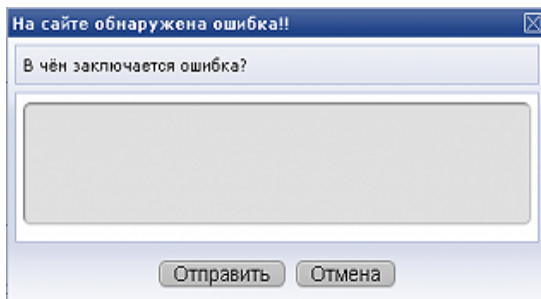 На сайте обнаружена ошибка!!
В чём заключается ошибка?
Отправить Отмена